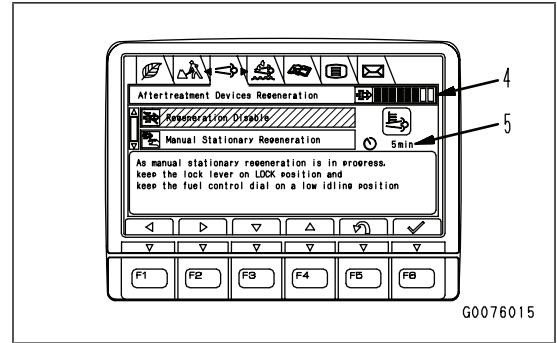 4
Aftertreatment Devices Regeneration
Regeneration Disable
5
5min
Manual Stationary Regeneration
As manual stationary regeneration is in progress,
keep the lock lever on LOCK position and
keep the fuel control dial on a low idling position
F1 F2 F3 F4 F5 F6
G0076015